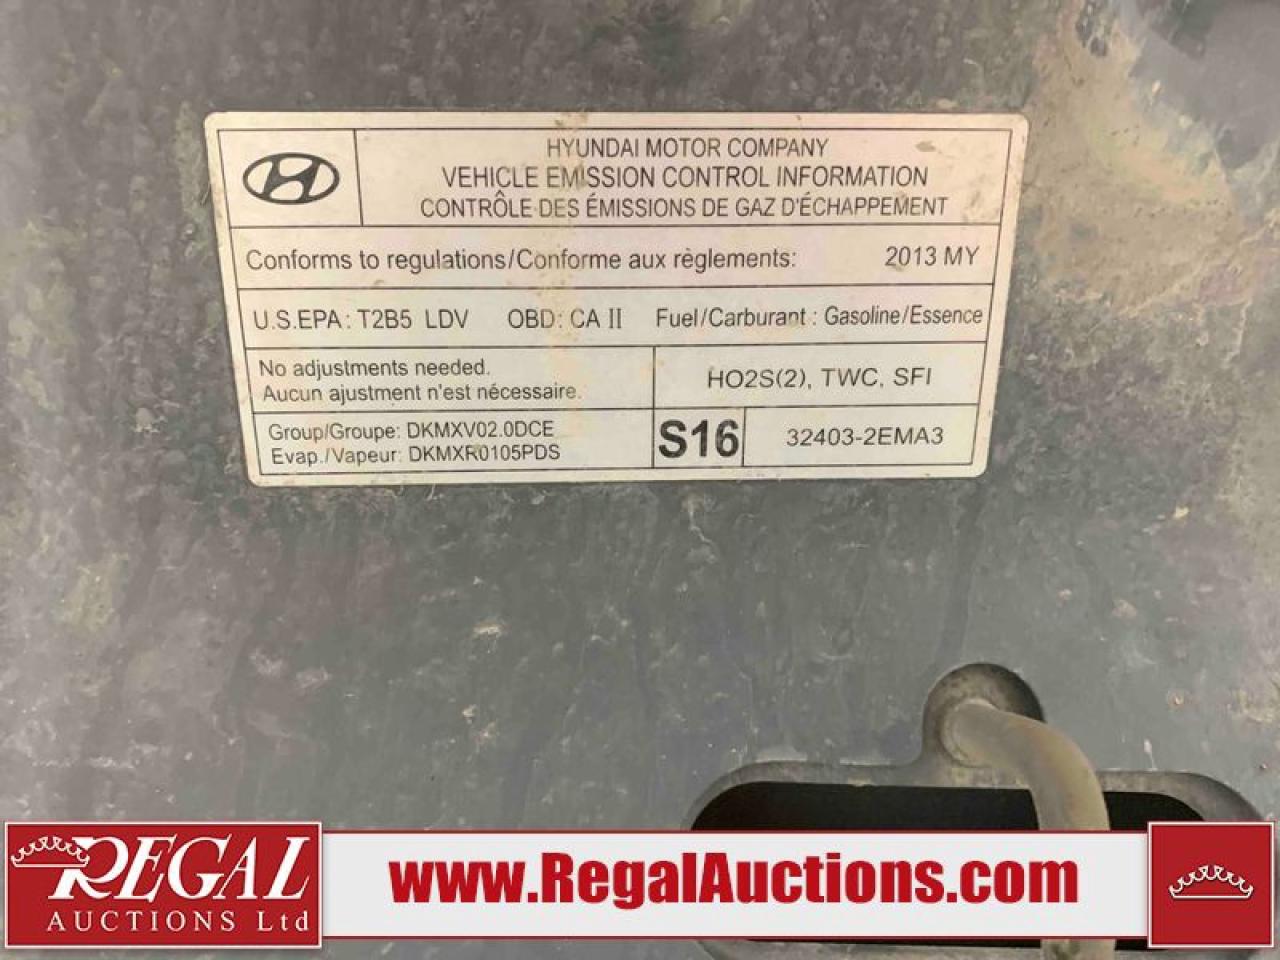 HYUNDAI MOTOR COMPANY
VEHICLE EMISSION CONTROL INFORMATION
CONTRÔLE DES ÉMISSIONS DE GAZ D'ÉCHAPPEMENT
Conforms to regulations/Conforme aux règlements: 2013 MY
U.S.EPA: T2B5 LDV OBD: CA II Fuel/Carburant : Gasoline/Essence
No adjustments needed.
Aucun ajustment n'est nécessaire.
HO2S(2), TWC, SFI
Group/Groupe: DKMXV02.0DCE
Evap./Vapeur: DKMXR0105PDS
S16
32403-2EMA3
REGAL
AUCTIONS Ltd
www.RegalAuctions.com